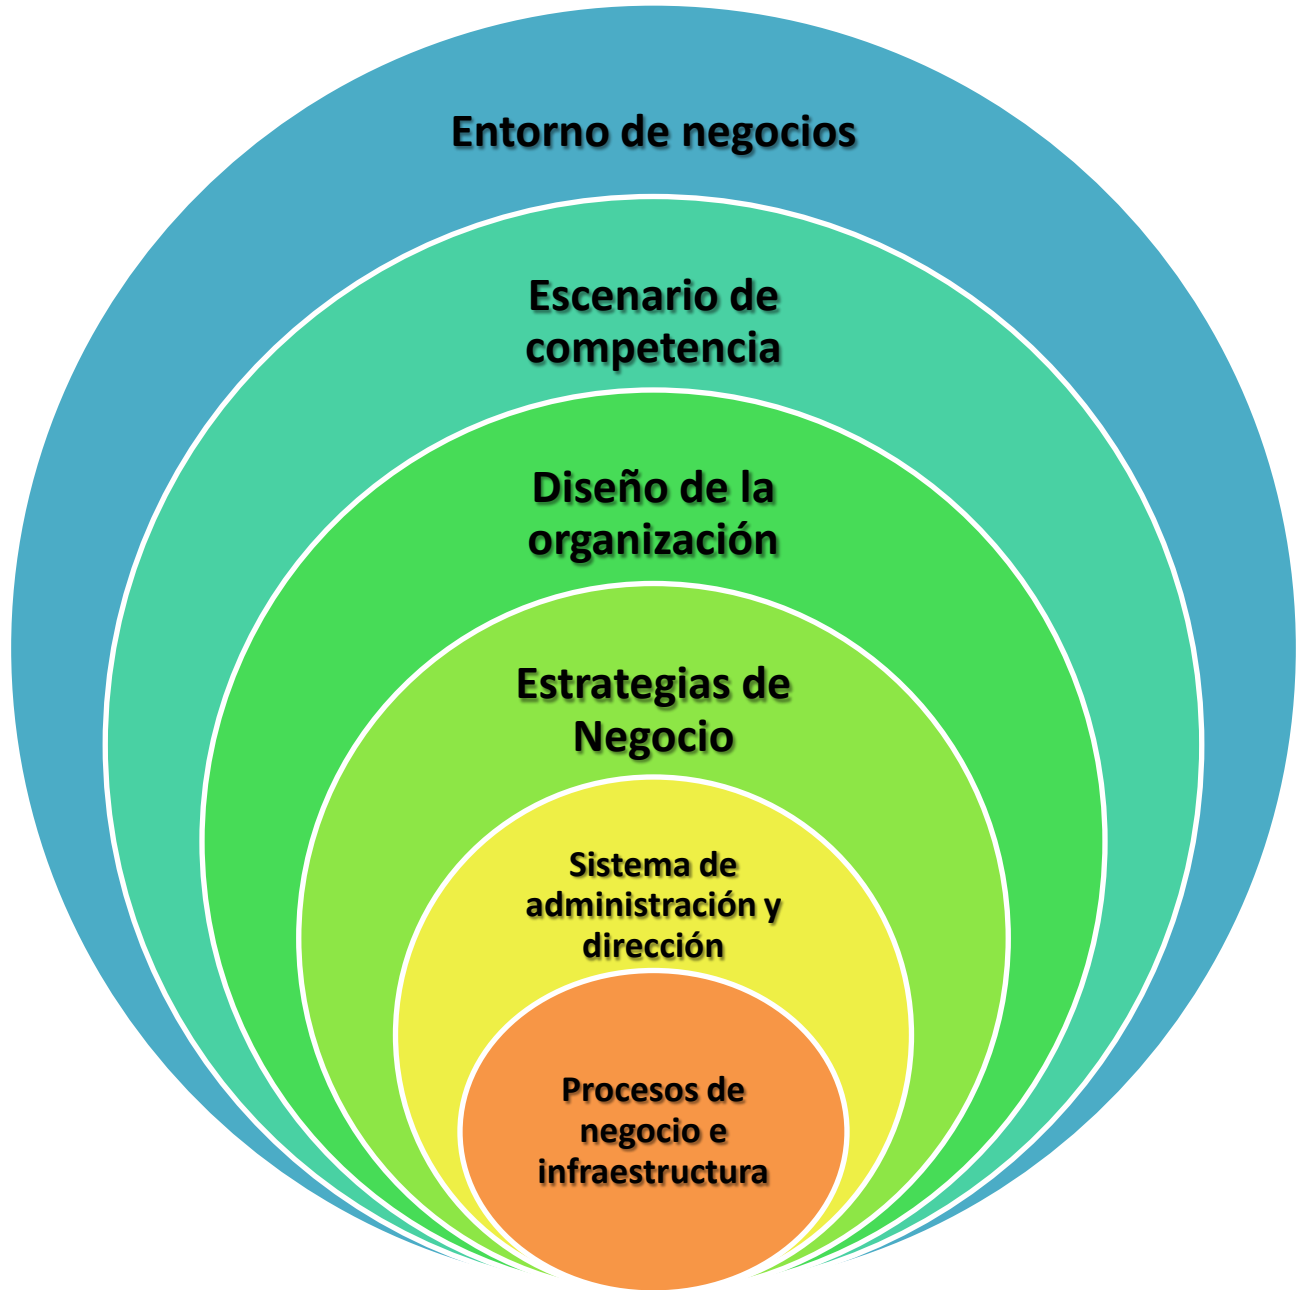 Entorno de negocios
Escenario de
competencia
Diseño de la
organización
Estrategias de
Negocio
Sistema de
administración y
dirección
Procesos de
negocio e
infraestructura